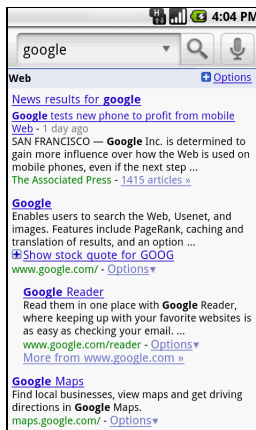 4:04 PM
google
Web
Options
News results for google
Google tests new phone to profit from mobile
Web - 1 day ago
SAN FRANCISCO — Google Inc. is determined to
gain more influence over how the Web is used on
mobile phones, even if the next step ...
The Associated Press - 1415 articles »
Google
Enables users to search the Web, Usenet, and
images. Features include PageRank, caching and
translation of results, and an option ...
Show stock quote for GOOG
www.google.com/ - Options▾
Google Reader
Read them in one place with Google Reader,
where keeping up with your favorite websites is
as easy as checking your email. ...
www.google.com/reader - Options▾
More from www.google.com »
Google Maps
Find local businesses, view maps and get driving
directions in Google Maps.
maps.google.com/ - Options▾